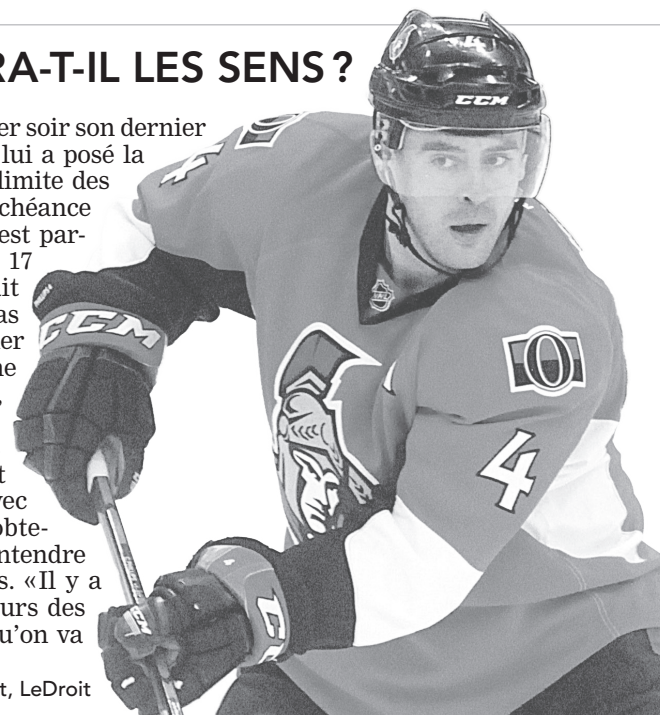 RA-T-IL LES SENS ?
er soir son dernier
lui a posé la
limite des
chéance
est par-
17
it
as
er
ne
,
t
vec
obte-
ntendre
s. «Il y a
urs des
u'on va
t, LeDroit
CCM
4
CCM
O
4
4
CCM
C